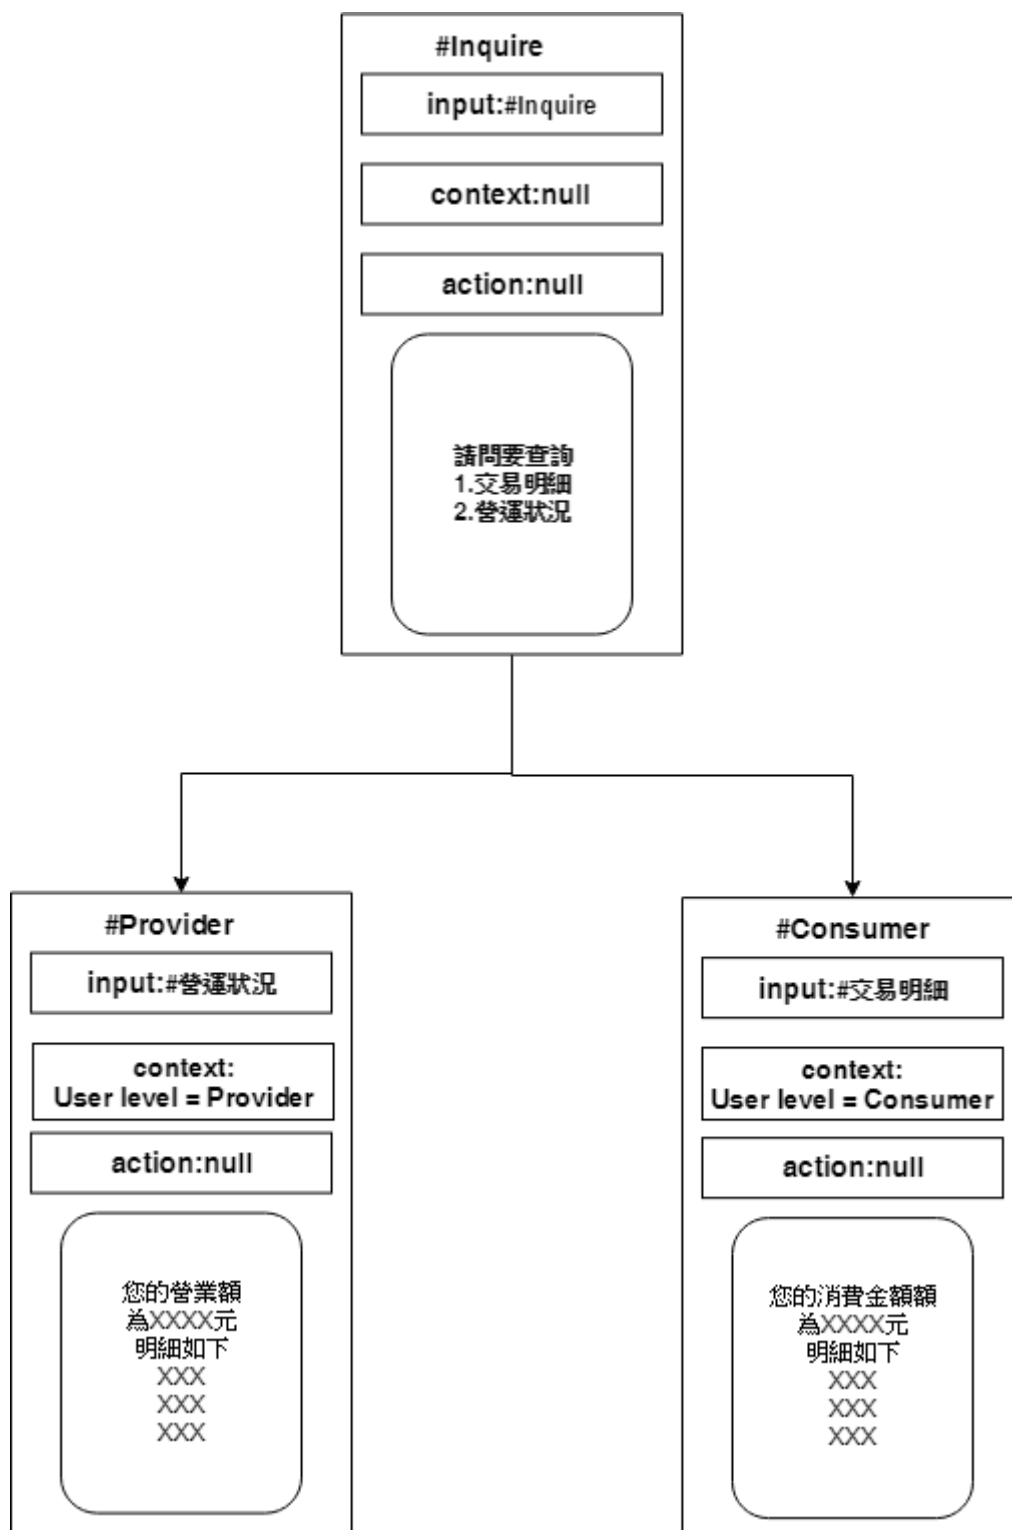 #Inquire
input:#Inquire
context:null
action:null
請問要查詢
1.交易明細
2.營運狀況
#Provider
input:#營運狀況
context:
User level = Provider
action:null
您的營業額
為XXXX元
明細如下
XXX
XXX
XXX
#Consumer
input:#交易明細
context:
User level = Consumer
action:null
您的消費金額額
為XXXX元
明細如下
XXX
XXX
XXX